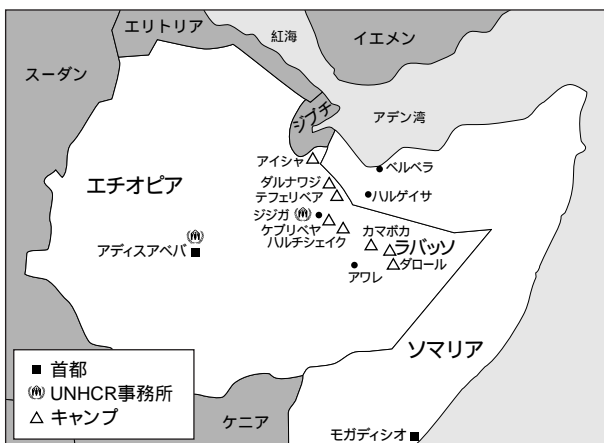 エリトリア
紅海
イエメン
スーダン
ジブチ
アデン湾
アイシャ
ベルベラ
エチオピア
ダルナワジ
テフェリベア
ハルゲイサ
ジジガ
カマボカ
ケブリベヤ
ハルチシェイク
ラバッソ
アディスアベバ
ダロール
アワレ
ソマリア
■ 首都
UNHCR事務所
△ キャンプ
ケニア
モガディシオ